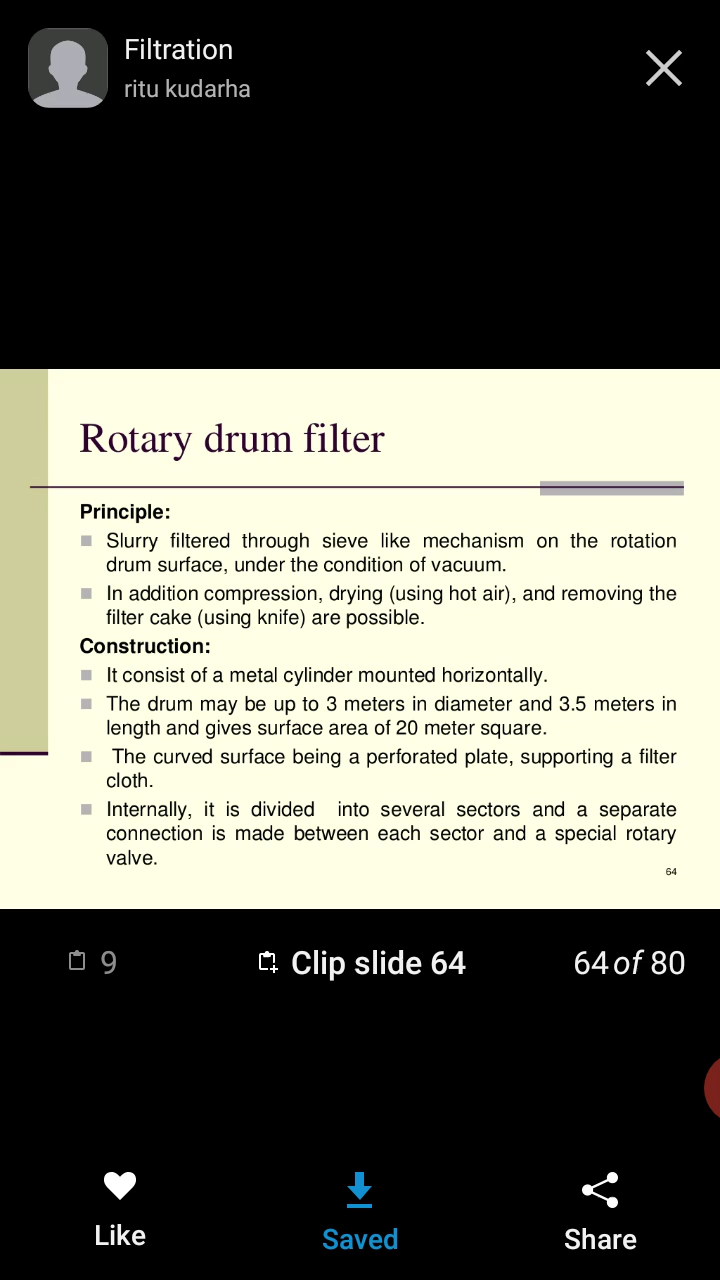 Filtration
ritu kudarha
Rotary drum filter
Principle:
Slurry filtered through sieve like mechanism on the rotation
drum surface, under the condition of vacuum.
In addition compression, drying (using hot air), and removing the
filter cake (using knife) are possible.
Construction:
It consist of a metal cylinder mounted horizontally.
The drum may be up to 3 meters in diameter and 3.5 meters in
length and gives surface area of 20 meter square.
The curved surface being a perforated plate, supporting a filter
cloth.
Internally, it is divided into several sectors and a separate
connection is made between each sector and a special rotary
valve.
64
9 Clip slide 64 64 of 80
Like Saved Share